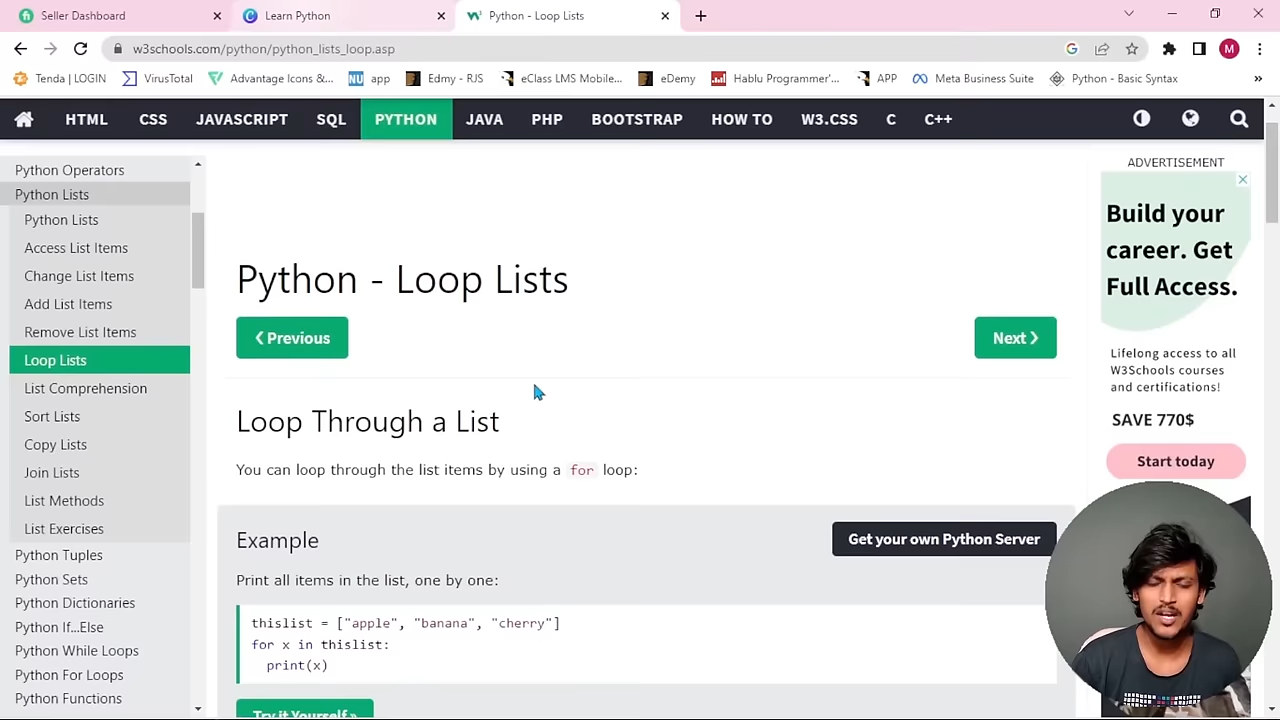 Seller Dashboard
Learn Python
Python - Loop Lists
w3schools.com/python/python_lists_loop.asp
M
Tenda | LOGIN
VirusTotal
Advantage Icons &...
NU app
Edmy - RJS
eClass LMS Mobile...
eDemy
Hablu Programmer'...
APP
Meta Business Suite
Python - Basic Syntax
»
HTML
CSS
JAVASCRIPT
SQL
PYTHON
JAVA
PHP
BOOTSTRAP
HOW TO
W3.CSS
C
C++
Python Operators
Python Lists
Python Lists
Access List Items
Change List Items
Add List Items
Remove List Items
Loop Lists
List Comprehension
Sort Lists
Copy Lists
Join Lists
List Methods
List Exercises
Python Tuples
Python Sets
Python Dictionaries
Python If...Else
Python While Loops
Python For Loops
Python Functions
Python - Loop Lists
❮ Previous
Next ❯
Loop Through a List
You can loop through the list items by using a for loop:
Example
Get your own Python Server
Print all items in the list, one by one:
thislist = ["apple", "banana", "cherry"]
for x in thislist:
  print(x)
Try it Yourself »
ADVERTISEMENT
Build your
career. Get
Full Access.
Lifelong access to all
W3Schools courses
and certifications!
SAVE 770$
Start today